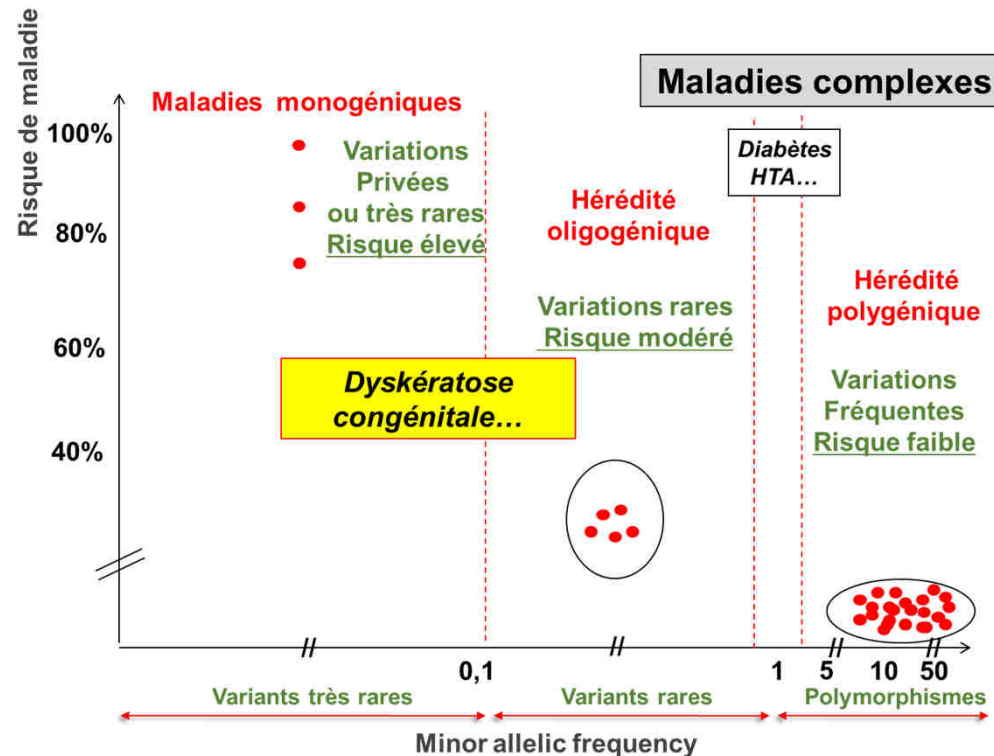 Risque de maladie
Maladies complexes
Maladies monogéniques
100%
Variations
Privées
ou très rares
Risque élevé
Diabètes
HTA…
Hérédité
oligogénique
80%
Hérédité
polygénique
Variations rares
Risque modéré
60%
Dyskératose
congénitale…
Variations
Fréquentes
Risque faible
40%
0,1
1
5
10
50
Variants très rares
Variants rares
Polymorphismes
Minor allelic frequency